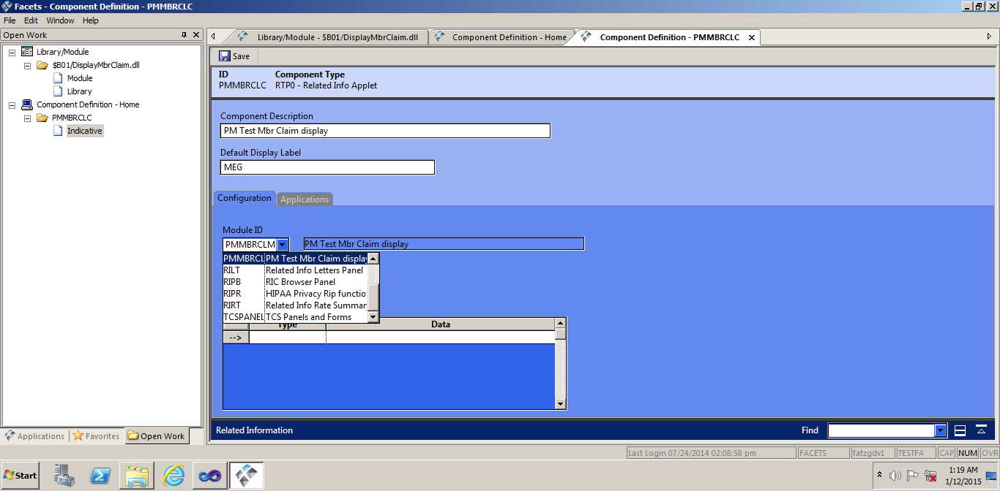 Facets - Component Definition - PMMBRCLC
File Edit Window Help
Open Work
Library/Module - $B01/DisplayMbrClaim.dll
Component Definition - Home
Component Definition - PMMBRCLC
Library/Module
$B01/DisplayMbrClaim.dll
Module
Library
Component Definition - Home
PMMBRCLC
Indicative
Save
ID Component Type
PMMBRCLC RTP0 - Related Info Applet
Component Description
PM Test Mbr Claim display
Default Display Label
MEG
Configuration Applications
Module ID
PMMBRCLM PM Test Mbr Claim display
PMMBRCL PM Test Mbr Claim display
RILT Related Info Letters Panel
RIPB RIC Browser Panel
RIPR HIPAA Privacy Rip functio
RIRT Related Info Rate Summar
TCSPANEL TCS Panels and Forms
Type Data
-->
Related Information Find
Applications Favorites Open Work
Last Login 07/24/2014 02:08:58 pm FACETS fatzgdv1 TESTFA CAP NUM OVR
Start
1:19 AM
1/12/2015